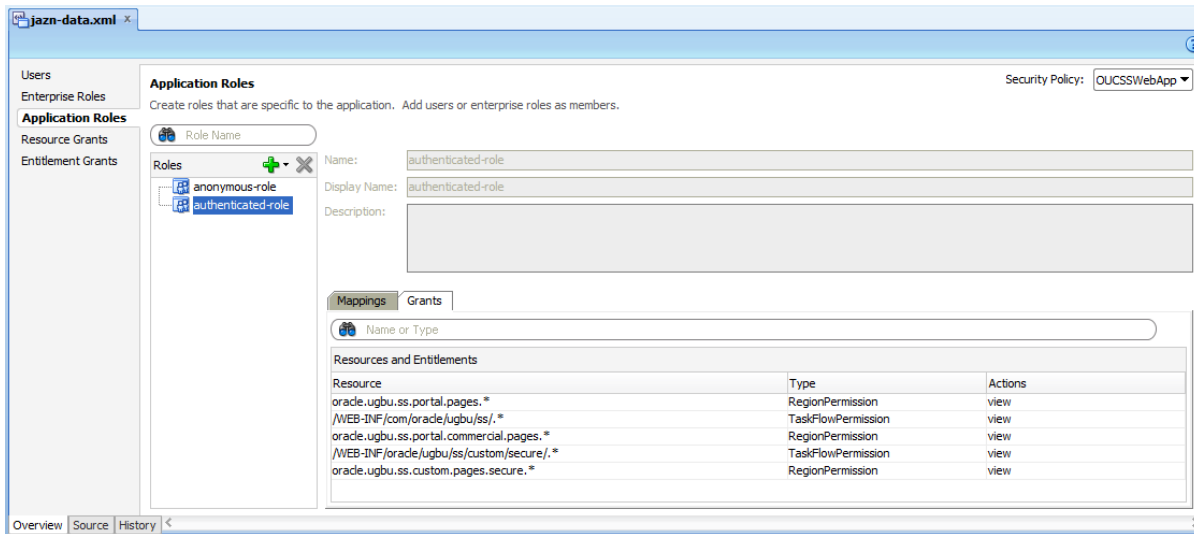 jazn-data.xml
Users
Enterprise Roles
Application Roles
Resource Grants
Entitlement Grants
Application Roles
Security Policy: OUCSSWebApp
Create roles that are specific to the application. Add users or enterprise roles as members.
Role Name
Roles
anonymous-role
authenticated-role
Name: authenticated-role
Display Name: authenticated-role
Description:
Mappings Grants
Name or Type
Resources and Entitlements
Resource Type Actions
oracle.ugbu.ss.portal.pages.* RegionPermission view
/WEB-INF/com/oracle/ugbu/ss/.* TaskFlowPermission view
oracle.ugbu.ss.portal.commercial.pages.* RegionPermission view
/WEB-INF/oracle/ugbu/ss/custom/secure/.* TaskFlowPermission view
oracle.ugbu.ss.custom.pages.secure.* RegionPermission view
Overview Source History